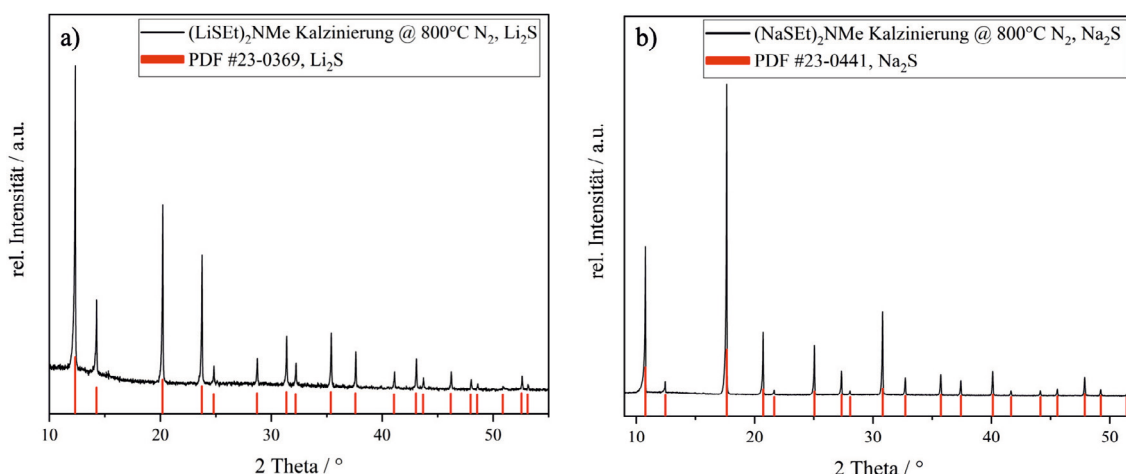 a)
(LiSEt)₂NMe Kalzinierung @ 800°C N₂, Li₂S
PDF #23-0369, Li₂S
rel. Intensität / a.u.
10 20 30 40 50
2 Theta / °
b)
(NaSEt)₂NMe Kalzinierung @ 800°C N₂, Na₂S
PDF #23-0441, Na₂S
rel. Intensität / a.u.
10 20 30 40 50
2 Theta / °